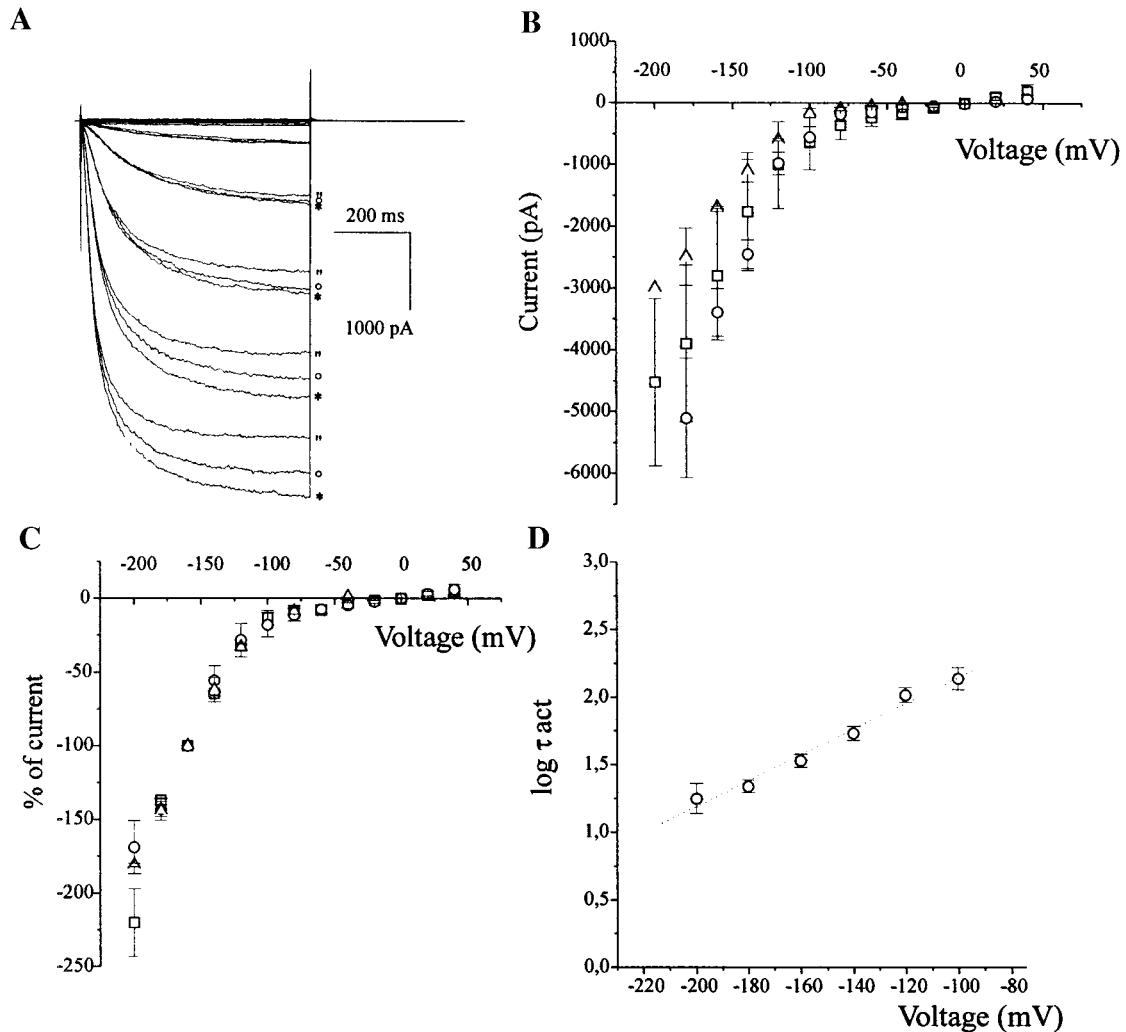 A
200 ms
1000 pA
"
o
*
"
o
*
"
o
*
"
o
*
B
1000
0
-1000
-2000
-3000
-4000
-5000
-6000
-200 -150 -100 -50 0 50
Voltage (mV)
Current (pA)
C
-200 -150 -100 -50 0 50
0
-50
-100
-150
-200
-250
Voltage (mV)
% of current
D
3,0
2,5
2,0
1,5
1,0
0,5
0,0
log τ act
-220 -200 -180 -160 -140 -120 -100 -80
Voltage (mV)